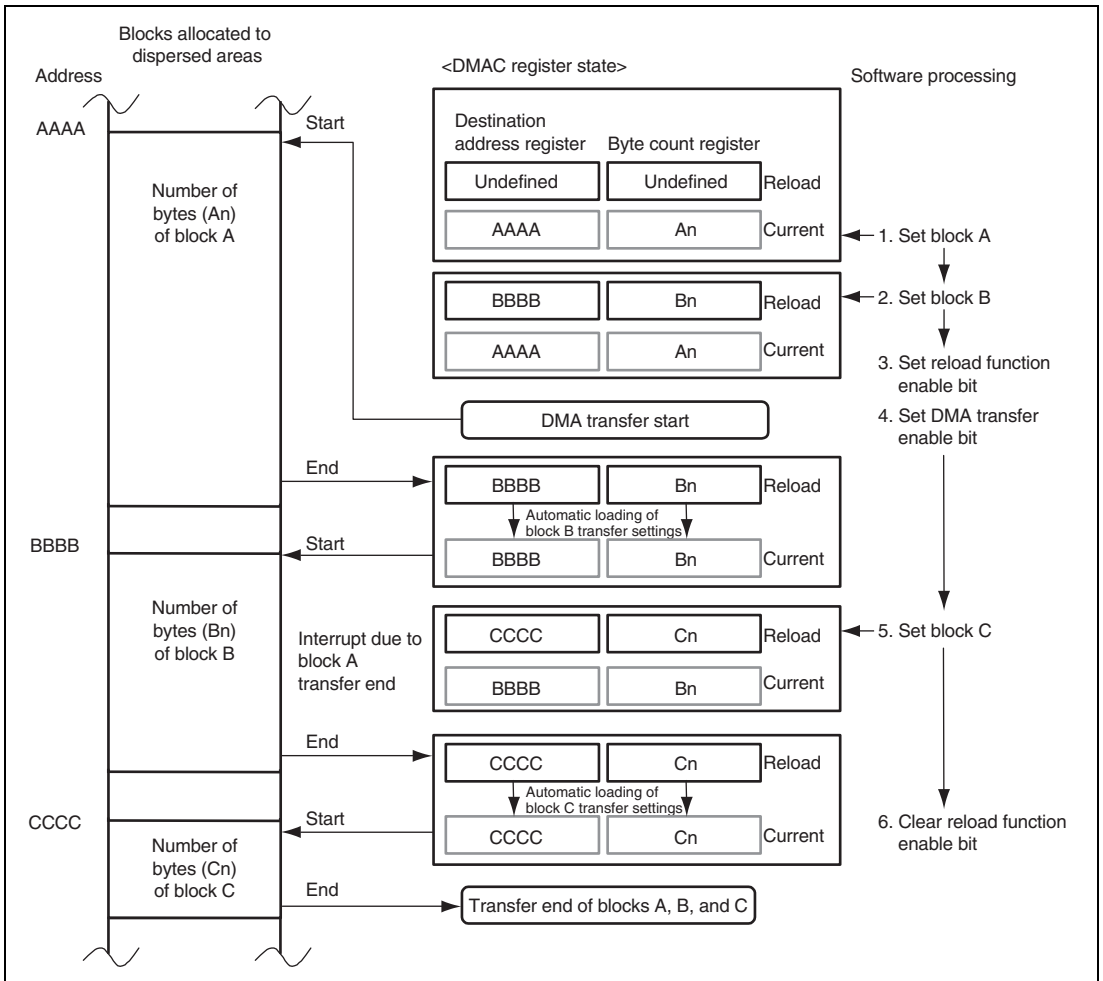 Blocks allocated to
dispersed areas
Address
<DMAC register state>
Software processing
AAAA
Start
Destination
address register
Byte count register
Undefined
Undefined
Reload
Number of
bytes (An)
of block A
AAAA
An
Current
1. Set block A
BBBB
Bn
Reload
2. Set block B
AAAA
An
Current
3. Set reload function
enable bit
DMA transfer start
4. Set DMA transfer
enable bit
End
BBBB
Bn
Reload
Automatic loading of
block B transfer settings
BBBB
Start
BBBB
Bn
Current
Number of
bytes (Bn)
of block B
Interrupt due to
block A
transfer end
CCCC
Cn
Reload
5. Set block C
BBBB
Bn
Current
End
CCCC
Cn
Reload
Automatic loading of
block C transfer settings
CCCC
Start
CCCC
Cn
Current
6. Clear reload function
enable bit
Number of
bytes (Cn)
of block C
End
Transfer end of blocks A, B, and C